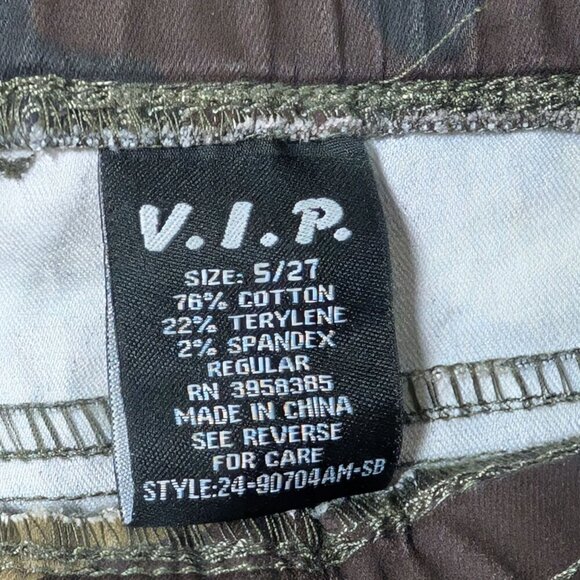 V.I.P.
SIZE: 5/27
76% COTTON
22% TERYLENE
2% SPANDEX
REGULAR
RN 3958385
MADE IN CHINA
SEE REVERSE
FOR CARE
STYLE:24-90704AM-SB